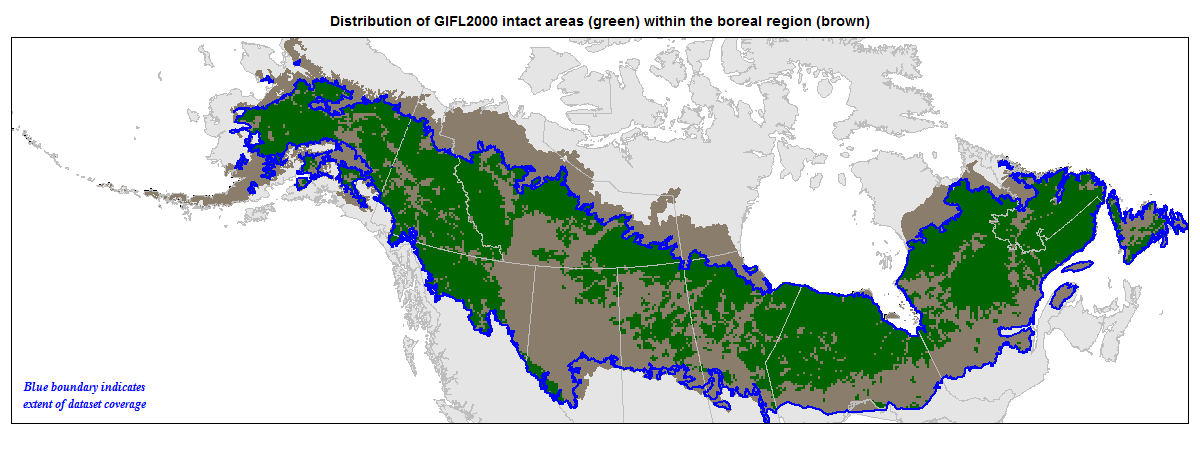 Distribution of GIFL2000 intact areas (green) within the boreal region (brown)
Blue boundary indicates
extent of dataset coverage